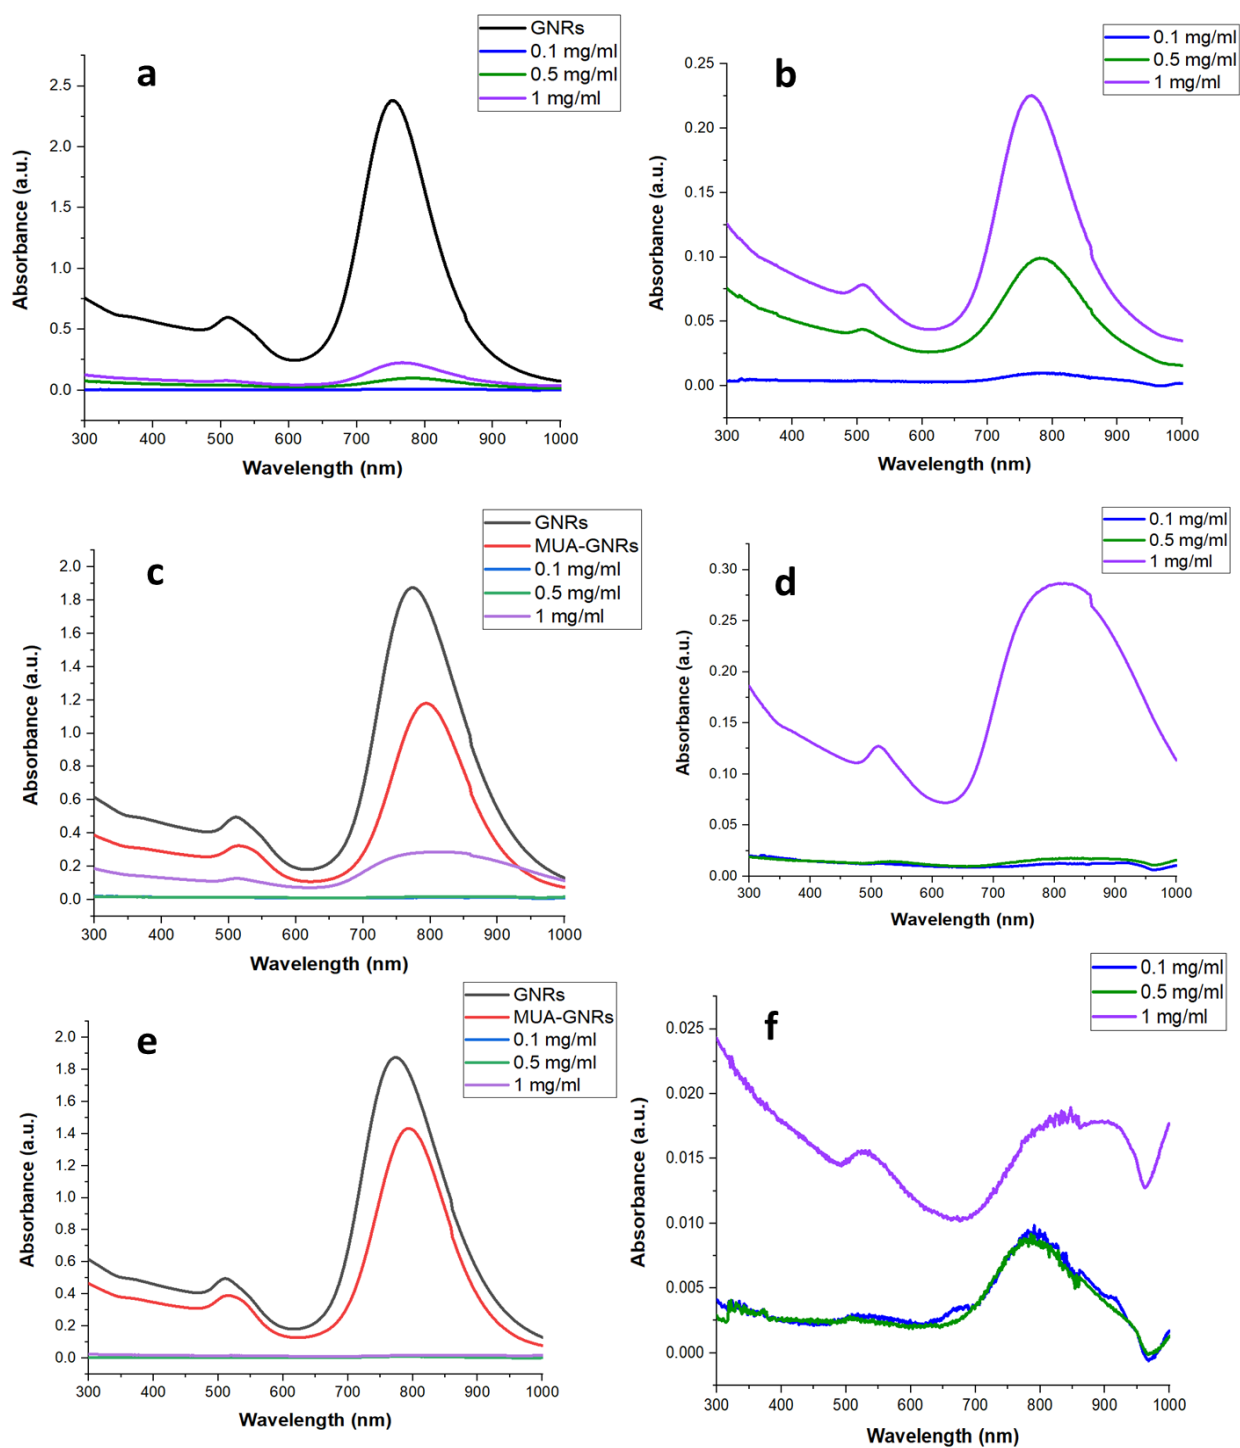 GNRs
0.1 mg/ml
0.5 mg/ml
1 mg/ml
a
2.5
2.0
1.5
1.0
0.5
0.0
Absorbance (a.u.)
300 400 500 600 700 800 900 1000
Wavelength (nm)
0.1 mg/ml
0.5 mg/ml
1 mg/ml
b
0.25
0.20
0.15
0.10
0.05
0.00
Absorbance (a.u.)
300 400 500 600 700 800 900 1000
Wavelength (nm)
GNRs
MUA-GNRs
0.1 mg/ml
0.5 mg/ml
1 mg/ml
c
2.0
1.8
1.6
1.4
1.2
1.0
0.8
0.6
0.4
0.2
0.0
Absorbance (a.u.)
300 400 500 600 700 800 900 1000
Wavelength (nm)
0.1 mg/ml
0.5 mg/ml
1 mg/ml
d
0.30
0.25
0.20
0.15
0.10
0.05
0.00
Absorbance (a.u.)
300 400 500 600 700 800 900 1000
Wavelength (nm)
GNRs
MUA-GNRs
0.1 mg/ml
0.5 mg/ml
1 mg/ml
e
2.0
1.8
1.6
1.4
1.2
1.0
0.8
0.6
0.4
0.2
0.0
Absorbance (a.u.)
300 400 500 600 700 800 900 1000
Wavelength (nm)
0.1 mg/ml
0.5 mg/ml
1 mg/ml
f
0.025
0.020
0.015
0.010
0.005
0.000
Absorbance (a.u.)
300 400 500 600 700 800 900 1000
Wavelength (nm)